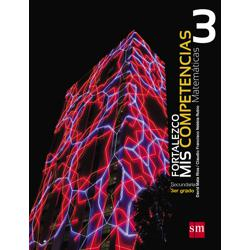 3
FORTALEZCO
MIS COMPETENCIAS
Matemáticas
Secundaria
3er grado
sm